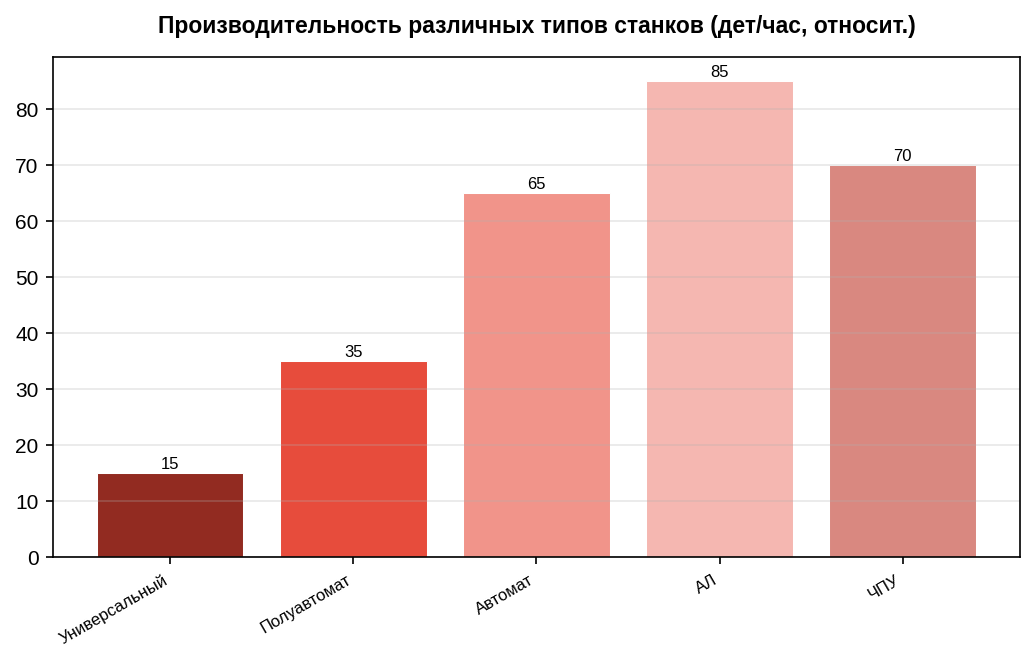 Производительность различных типов станков (дет/час, относит.)
80
70
60
50
40
30
20
10
0
15
35
65
85
70
Универсальный
Полуавтомат
Автомат
АЛ
ЧПУ